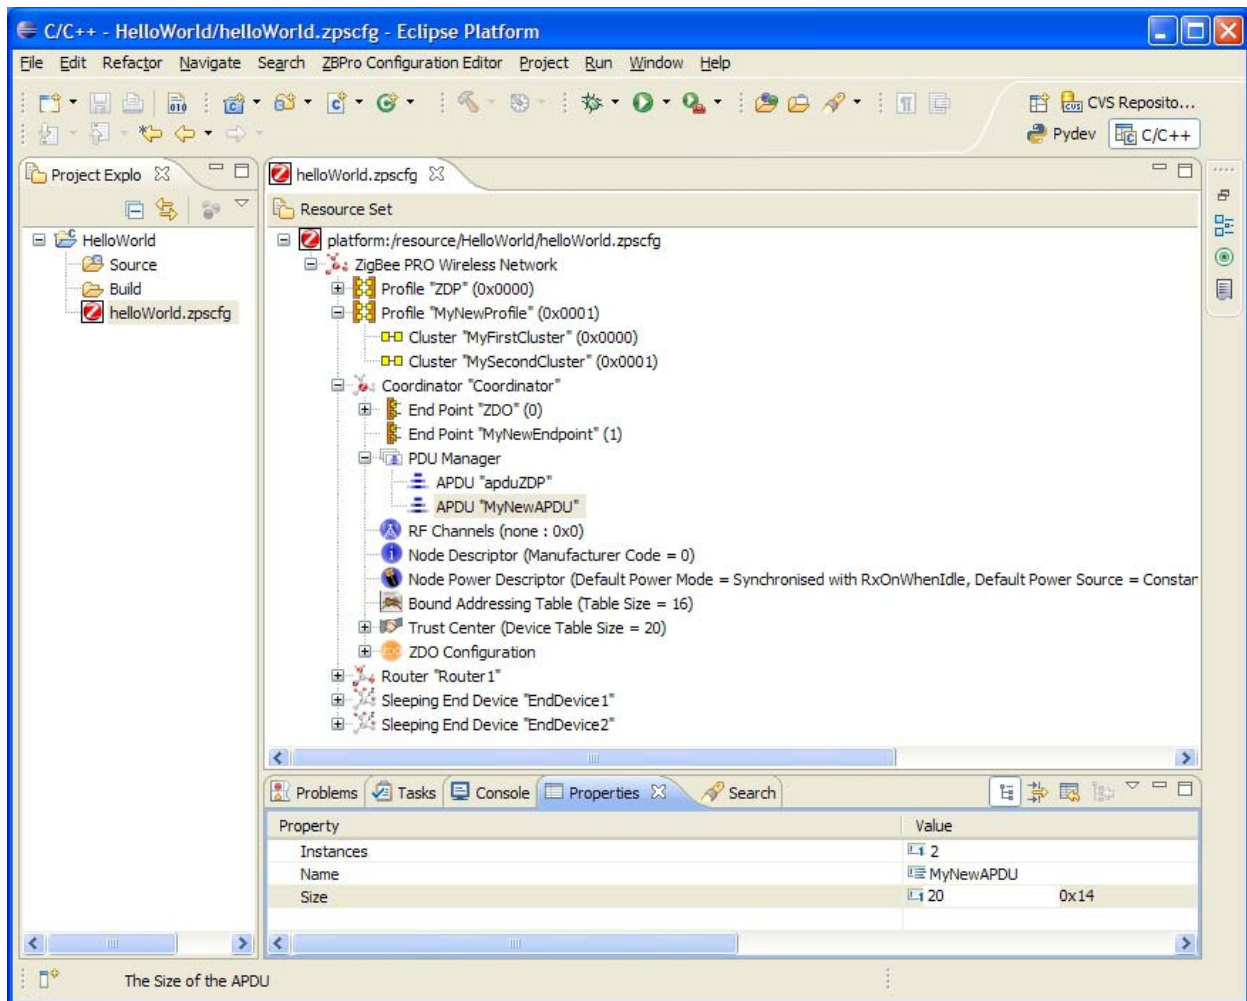 C/C++ - HelloWorld/helloWorld.zpscfg - Eclipse Platform
File Edit Refactor Navigate Search ZBPro Configuration Editor Project Run Window Help
CVS Reposito...
Pydev C/C++
Project Explo
helloWorld.zpscfg
Resource Set
HelloWorld
Source
Build
helloWorld.zpscfg
platform:/resource/HelloWorld/helloWorld.zpscfg
ZigBee PRO Wireless Network
Profile "ZDP" (0x0000)
Profile "MyNewProfile" (0x0001)
Cluster "MyFirstCluster" (0x0000)
Cluster "MySecondCluster" (0x0001)
Coordinator "Coordinator"
End Point "ZDO" (0)
End Point "MyNewEndpoint" (1)
PDU Manager
APDU "apduZDP"
APDU "MyNewAPDU"
RF Channels (none : 0x0)
Node Descriptor (Manufacturer Code = 0)
Node Power Descriptor (Default Power Mode = Synchronised with RxOnWhenIdle, Default Power Source = Constan
Bound Addressing Table (Table Size = 16)
Trust Center (Device Table Size = 20)
ZDO Configuration
Router "Router1"
Sleeping End Device "EndDevice1"
Sleeping End Device "EndDevice2"
Problems Tasks Console Properties Search
Property Value
Instances 2
Name MyNewAPDU
Size 20 0x14
The Size of the APDU